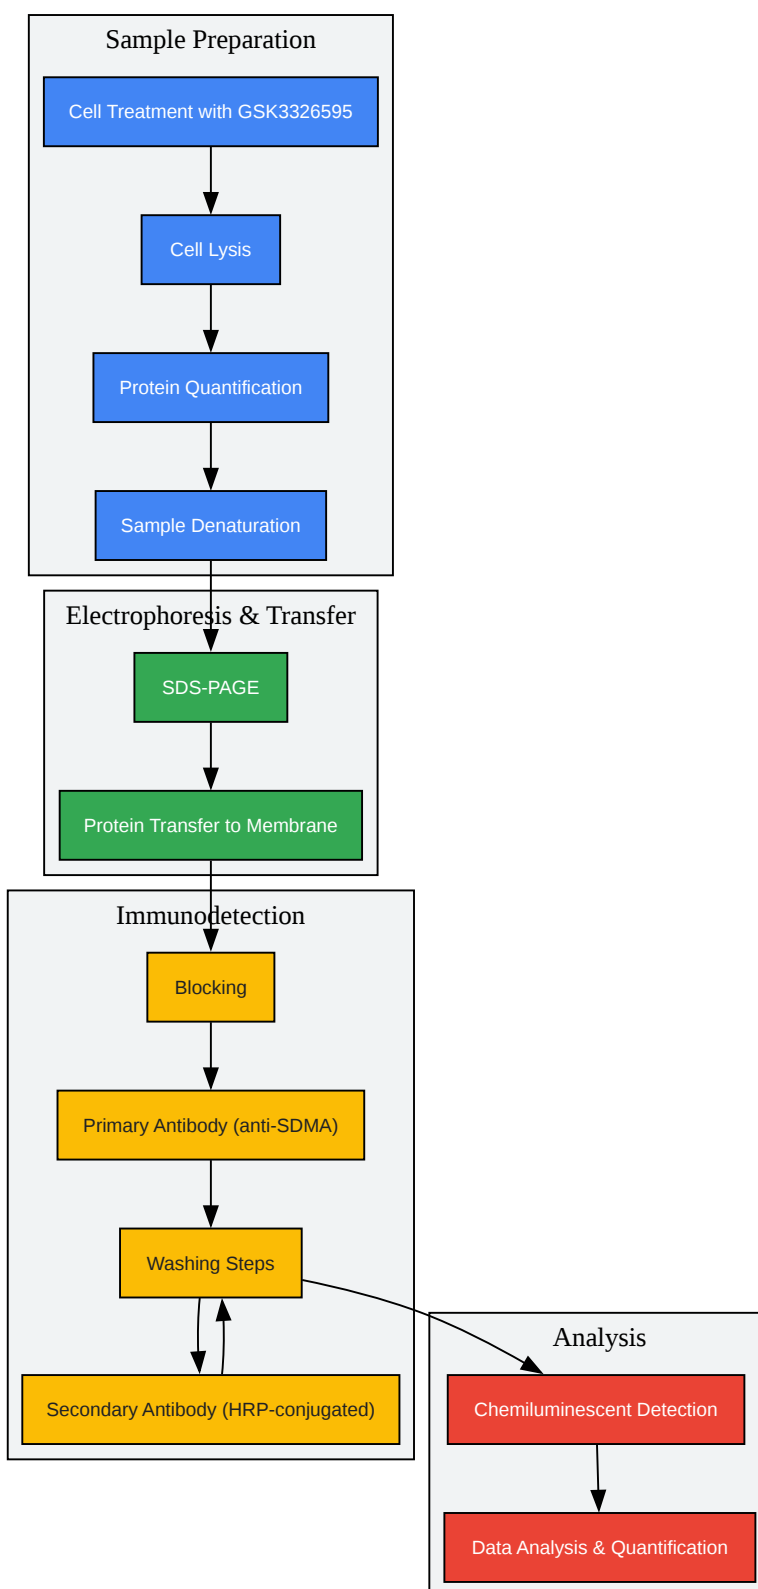 Sample Preparation
Cell Treatment with GSK3326595
Cell Lysis
Protein Quantification
Sample Denaturation
Electrophoresis & Transfer
SDS-PAGE
Protein Transfer to Membrane
Immunodetection
Blocking
Primary Antibody (anti-SDMA)
Washing Steps
Secondary Antibody (HRP-conjugated)
Analysis
Chemiluminescent Detection
Data Analysis & Quantification